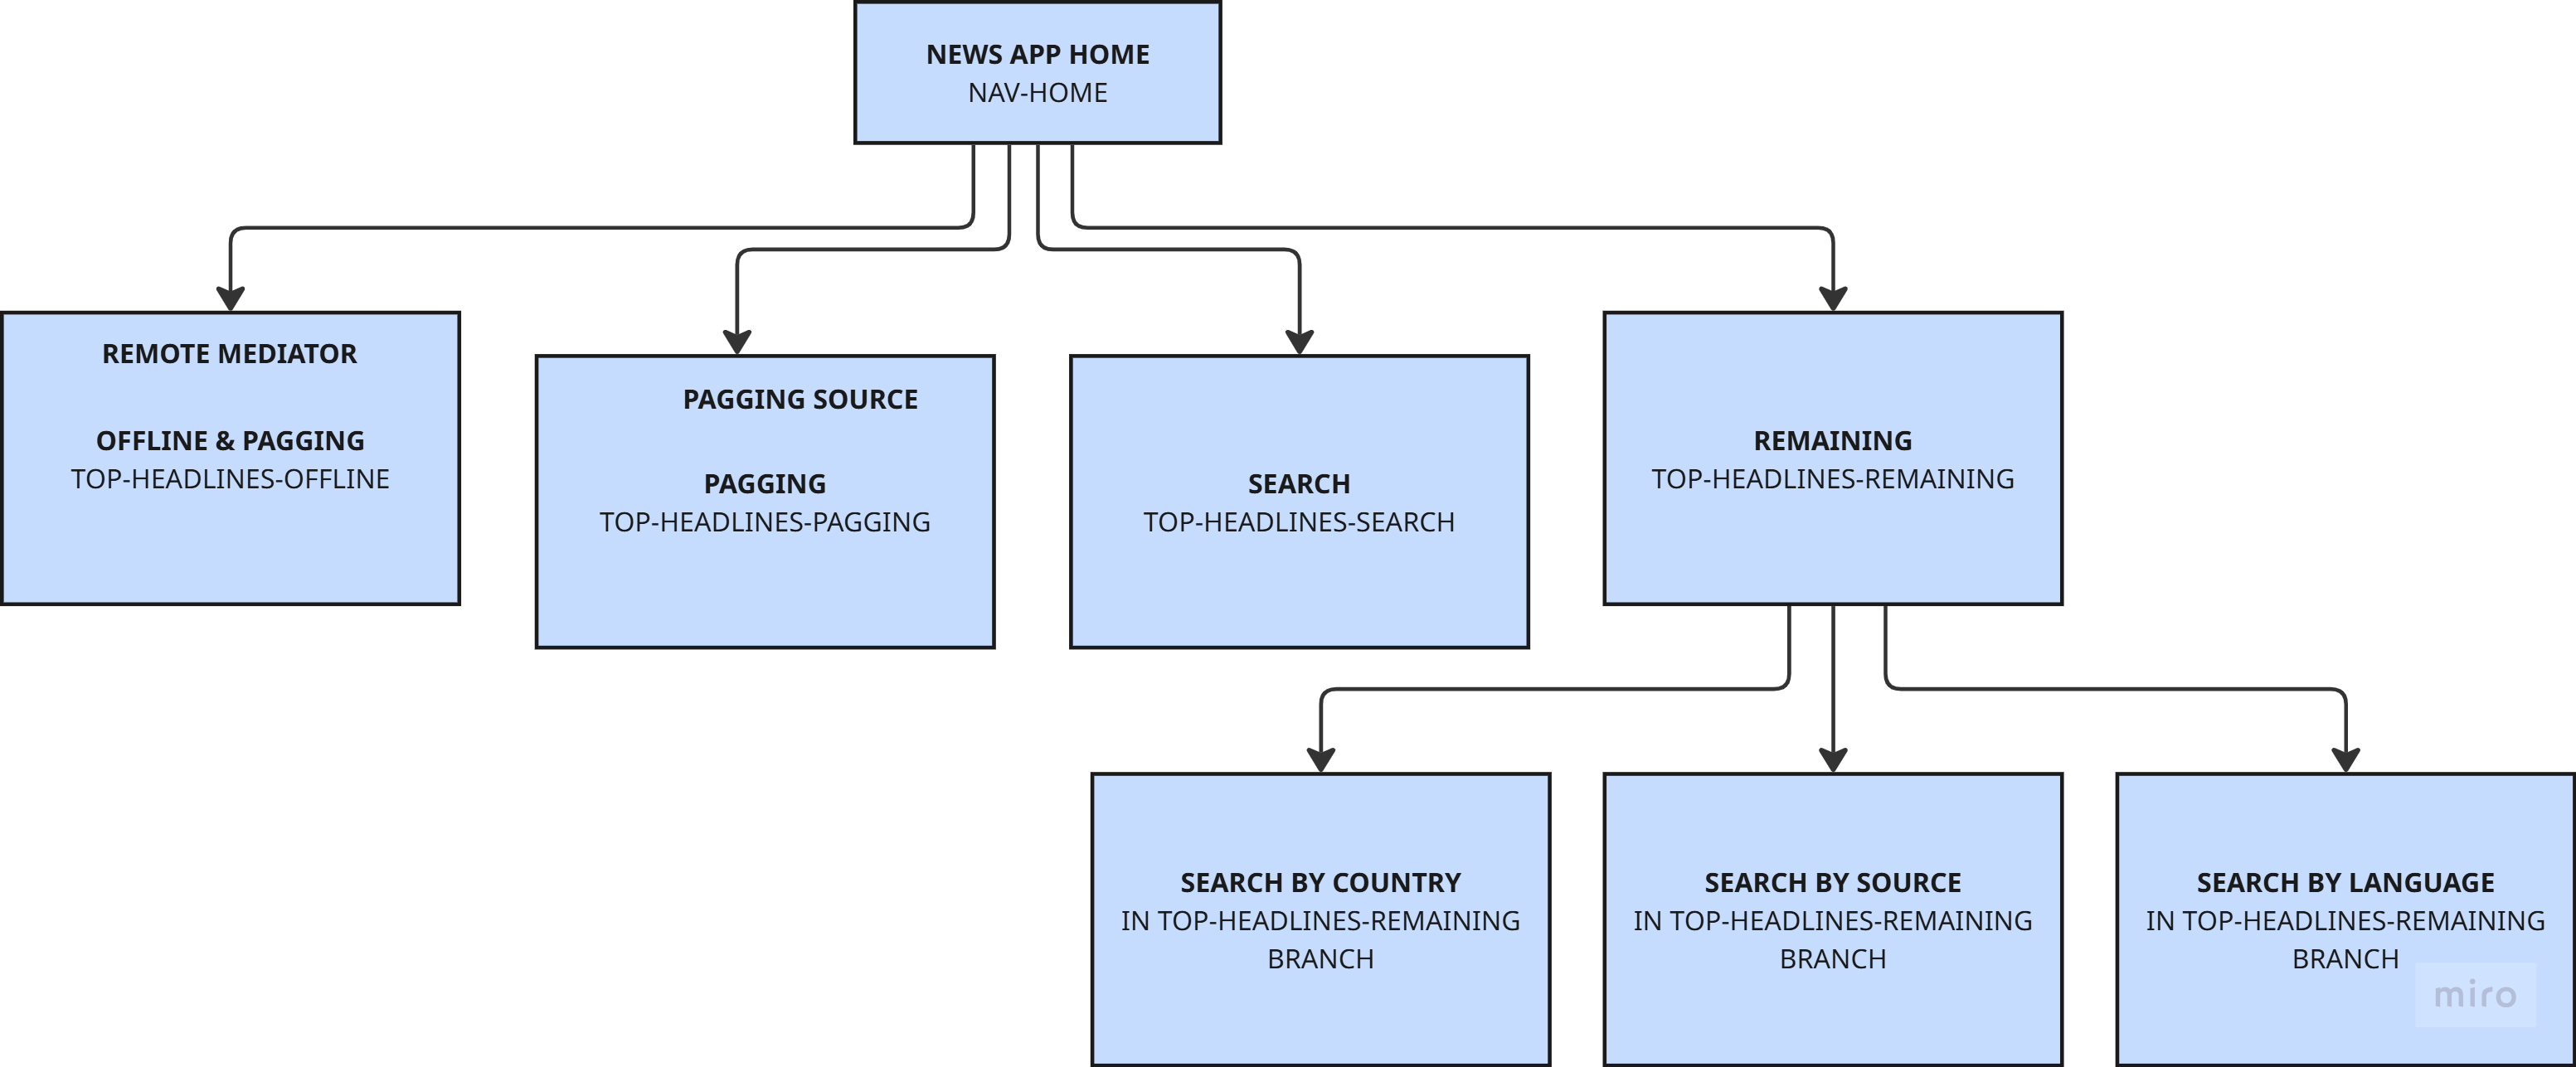 NEWS APP HOME
NAV-HOME
REMOTE MEDIATOR
OFFLINE & PAGGING
TOP-HEADLINES-OFFLINE
PAGGING SOURCE
PAGGING
TOP-HEADLINES-PAGGING
SEARCH
TOP-HEADLINES-SEARCH
REMAINING
TOP-HEADLINES-REMAINING
SEARCH BY COUNTRY
IN TOP-HEADLINES-REMAINING
BRANCH
SEARCH BY SOURCE
IN TOP-HEADLINES-REMAINING
BRANCH
SEARCH BY LANGUAGE
IN TOP-HEADLINES-REMAINING
BRANCH
miro